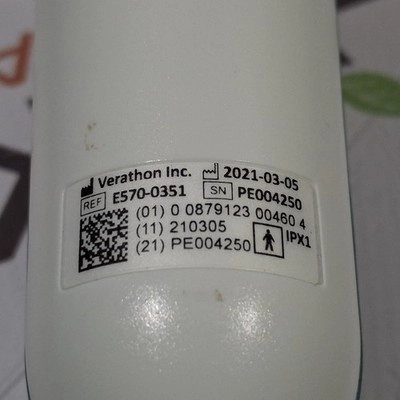 Verathon Inc. 2021-03-05
REF E570-0351 SN PE004250
(01) 0 0879123 00460 4
(11) 210305
(21) PE004250 IPX1